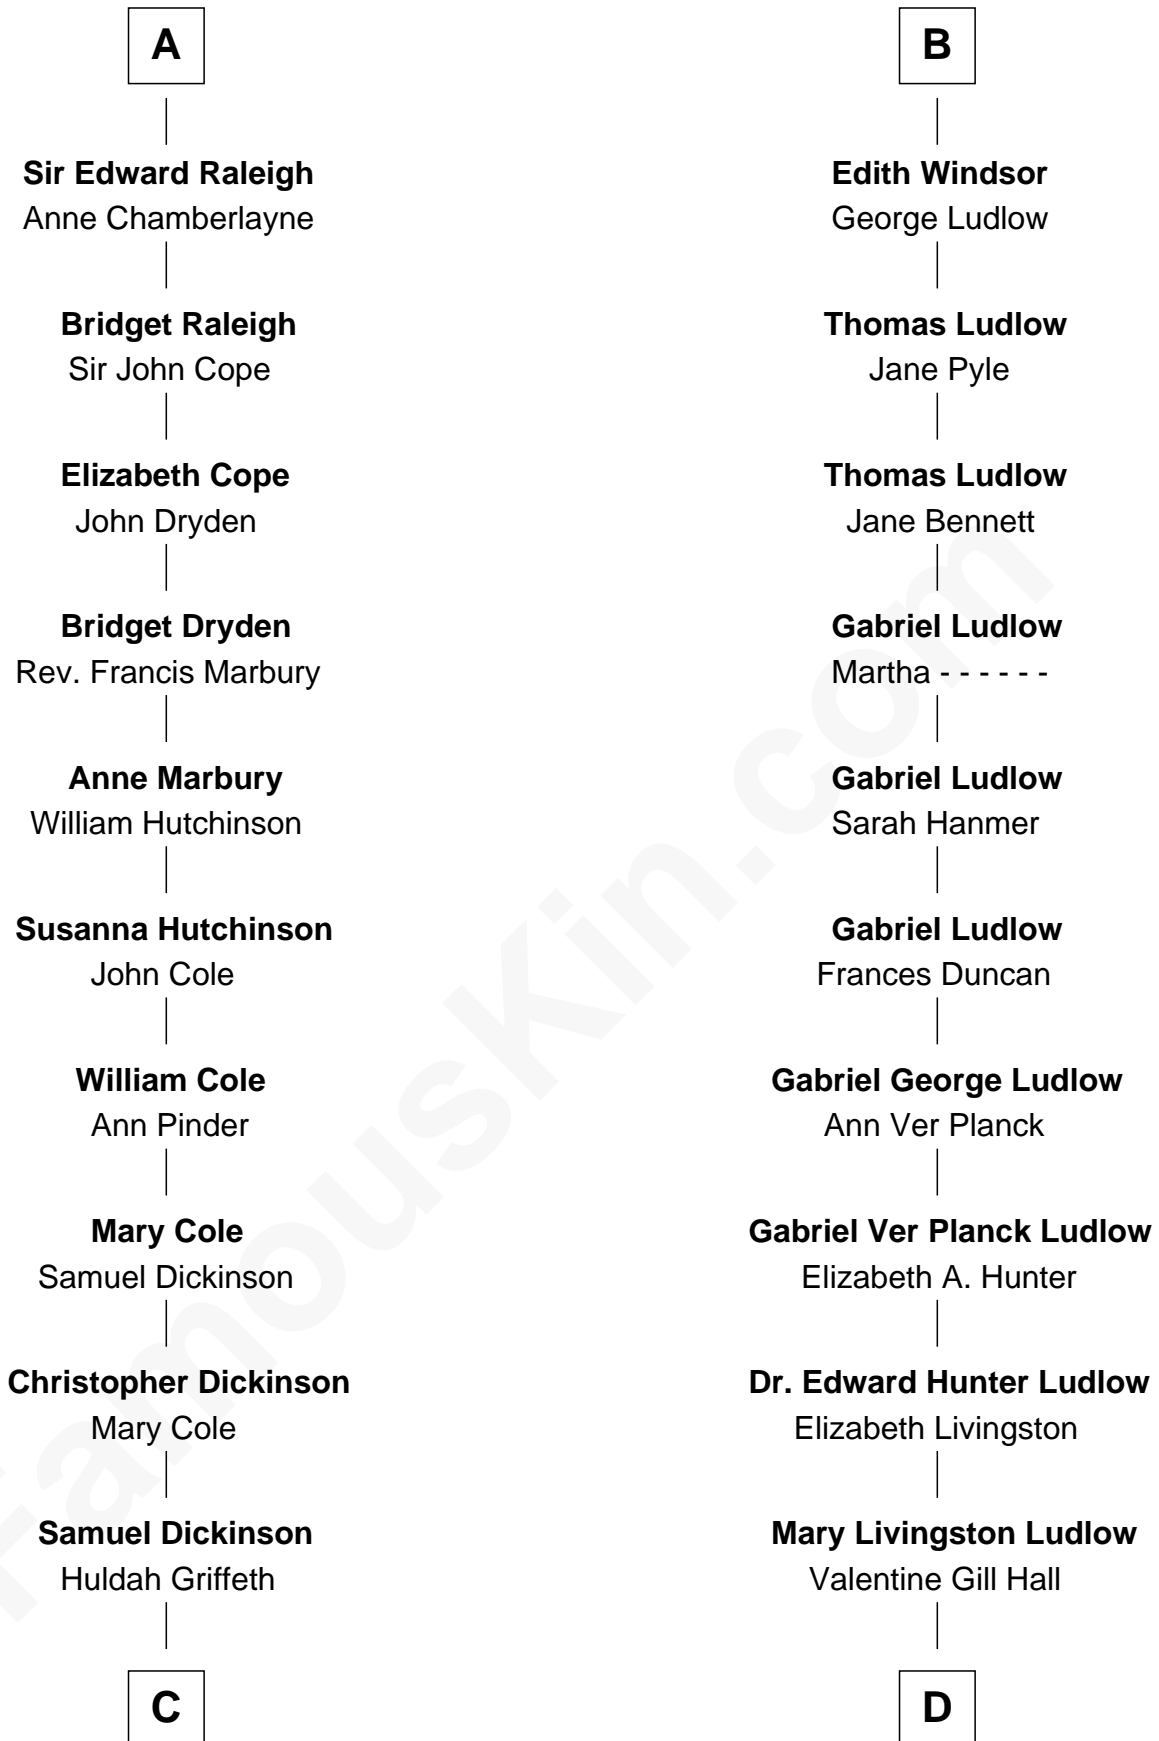 A
Sir Edward Raleigh
Anne Chamberlayne
Bridget Raleigh
Sir John Cope
Elizabeth Cope
John Dryden
Bridget Dryden
Rev. Francis Marbury
Anne Marbury
William Hutchinson
Susanna Hutchinson
John Cole
William Cole
Ann Pinder
Mary Cole
Samuel Dickinson
Christopher Dickinson
Mary Cole
Samuel Dickinson
Huldah Griffeth
C
B
Edith Windsor
George Ludlow
Thomas Ludlow
Jane Pyle
Thomas Ludlow
Jane Bennett
Gabriel Ludlow
Martha - - - - - -
Gabriel Ludlow
Sarah Hanmer
Gabriel Ludlow
Frances Duncan
Gabriel George Ludlow
Ann Ver Planck
Gabriel Ver Planck Ludlow
Elizabeth A. Hunter
Dr. Edward Hunter Ludlow
Elizabeth Livingston
Mary Livingston Ludlow
Valentine Gill Hall
D
FamousKin.com